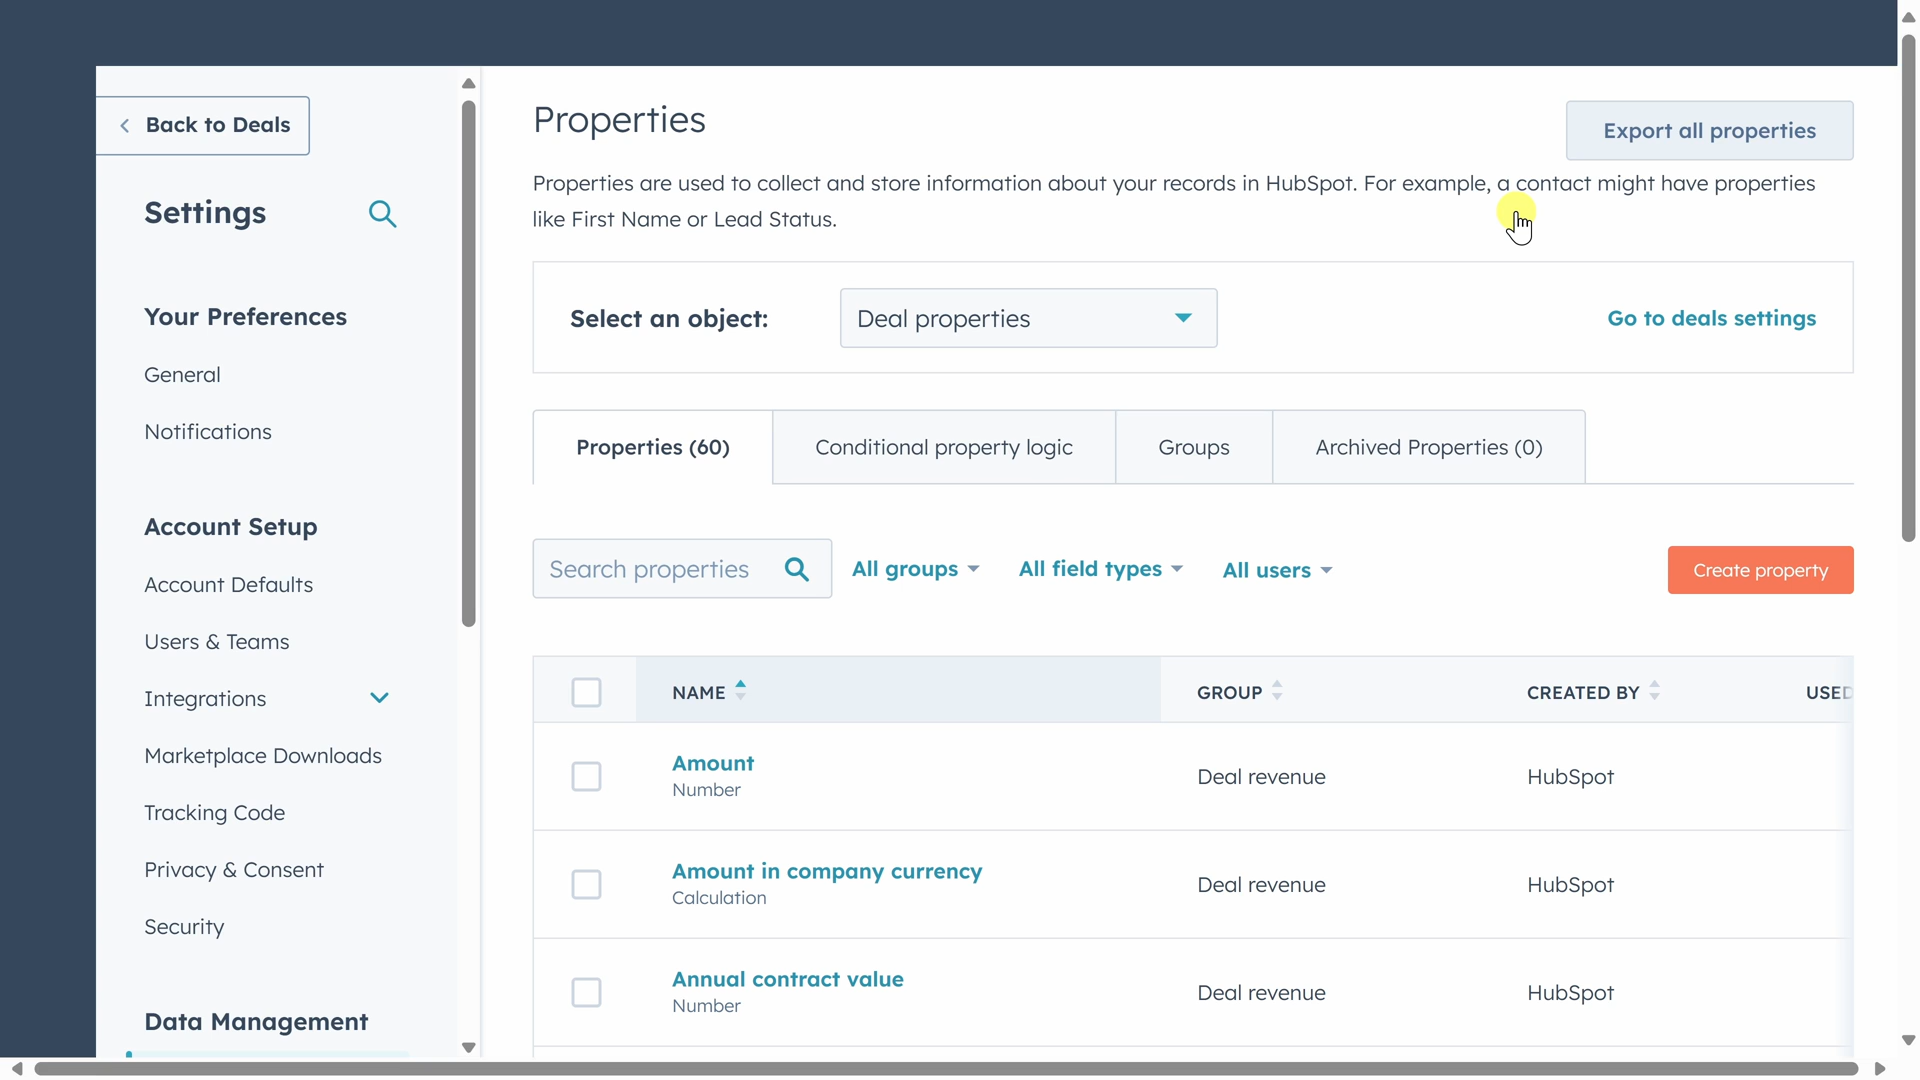 Back to Deals
Settings
Your Preferences
General
Notifications
Account Setup
Account Defaults
Users & Teams
Integrations
Marketplace Downloads
Tracking Code
Privacy & Consent
Security
Data Management
Properties
Export all properties
Properties are used to collect and store information about your records in HubSpot. For example, a contact might have properties
like First Name or Lead Status.
Select an object:
Deal properties
Go to deals settings
Properties (60)
Conditional property logic
Groups
Archived Properties (0)
Search properties
All groups
All field types
All users
Create property
NAME
GROUP
CREATED BY
USED
Amount
Number
Deal revenue
HubSpot
Amount in company currency
Calculation
Deal revenue
HubSpot
Annual contract value
Number
Deal revenue
HubSpot